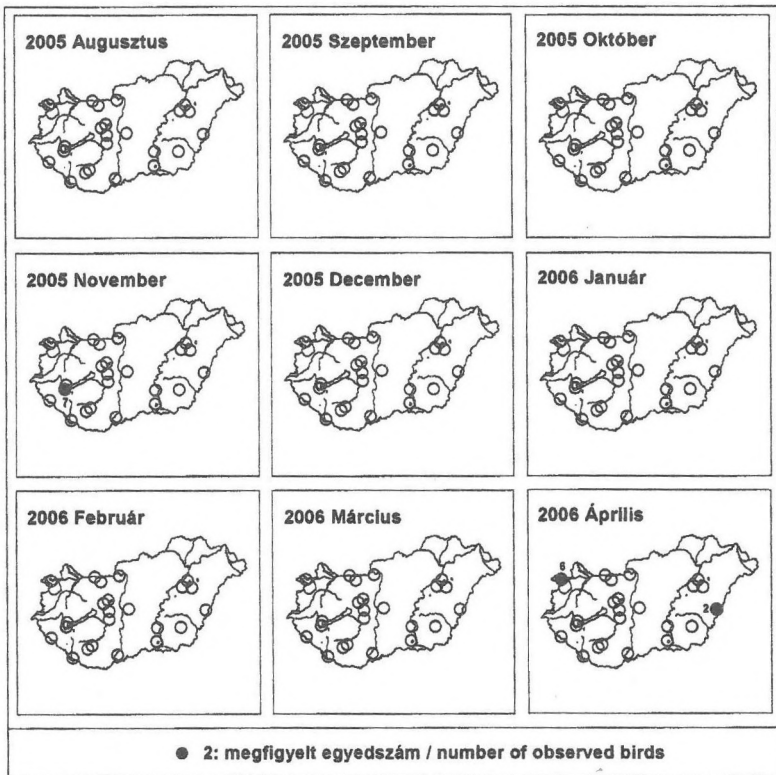 2005 Augusztus
2005 Szeptember
2005 Október
2005 November
7
2005 December
2006 Január
2006 Február
2006 Március
2006 Április
6
2
● 2: megfigyelt egyedszám / number of observed birds